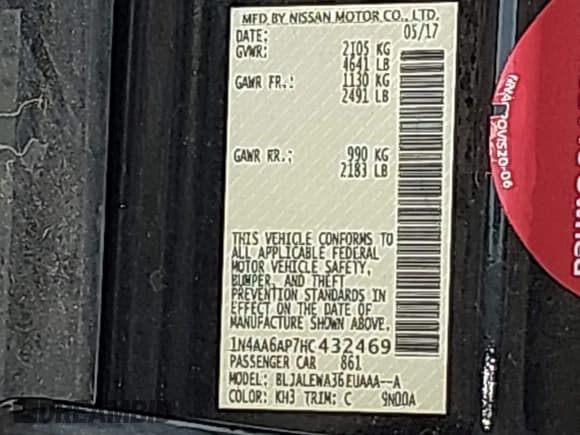 MFD BY NISSAN MOTOR CO., LTD.
DATE: 05/17
GVWR: 2105 KG
4641 LB
GAWR FR.: 1130 KG
2491 LB
GAWR RR.: 990 KG
2183 LB
THIS VEHICLE CONFORMS TO
ALL APPLICABLE FEDERAL
MOTOR VEHICLE SAFETY,
BUMPER, AND THEFT
PREVENTION STANDARDS IN
EFFECT ON THE DATE OF
MANUFACTURE SHOWN ABOVE.
1N4AA6AP7HC432469
PASSENGER CAR 861
MODEL: BLJALEWA36EUAAA--A
COLOR: KH3 TRIM: C 9N00A
DREAMBID